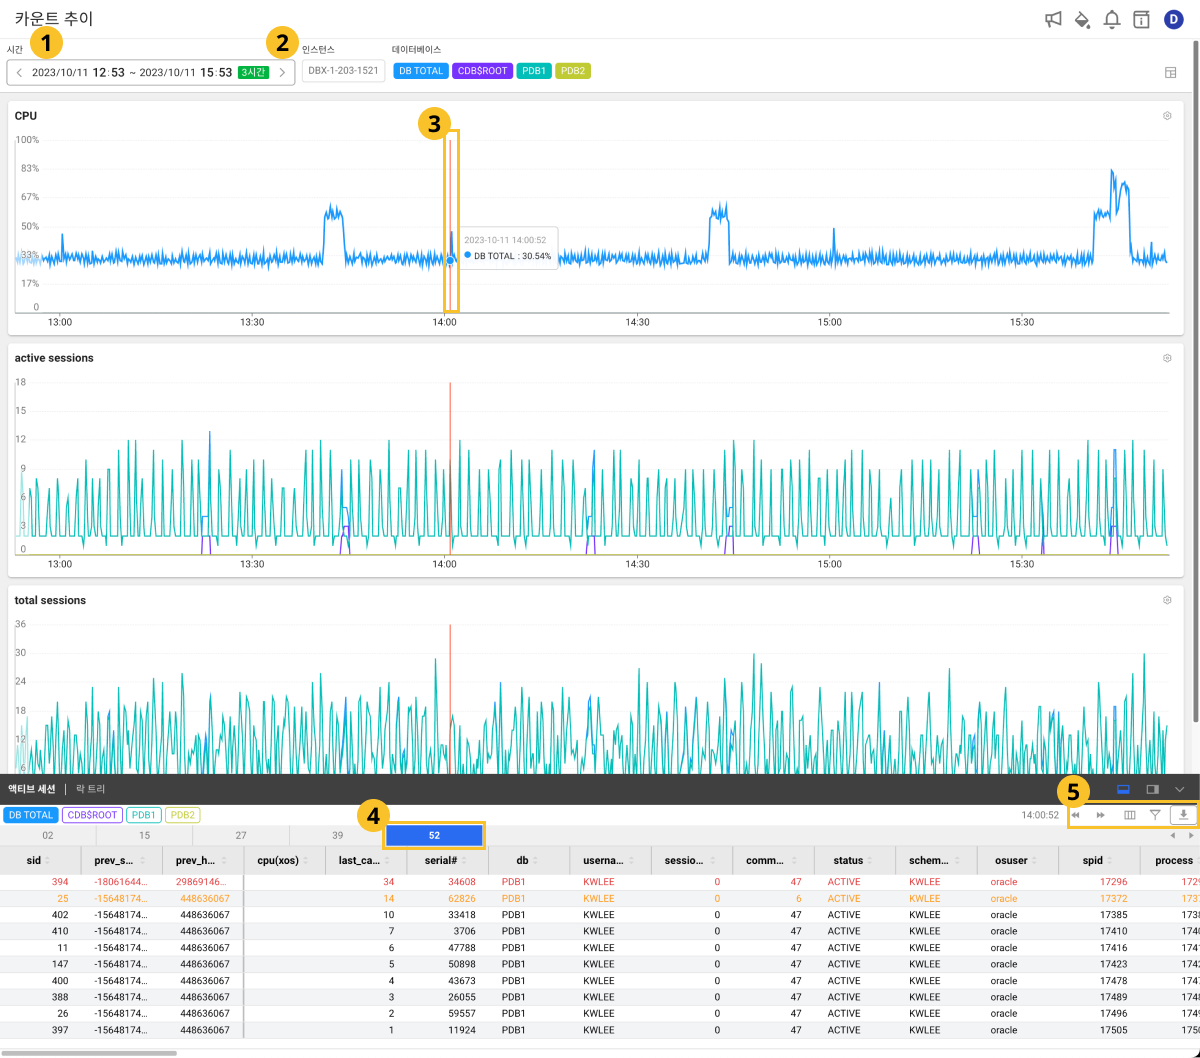 카운트 추이
D
1
2
시간
인스턴스
데이터베이스
2023/10/11 12:53 ~ 2023/10/11 15:53 3시간
DBX-1-203-1521
DB TOTAL CDB$ROOT PDB1 PDB2
CPU
3
100%
83%
67%
50%
33%
17%
0
2023-10-11 14:00:52
DB TOTAL : 30.54%
13:00 13:30 14:00 14:30 15:00 15:30
active sessions
18
15
12
9
6
3
0
13:00 13:30 14:00 14:30 15:00 15:30
total sessions
36
30
24
18
12
6
액티브 세션 | 락 트리
4
5
DB TOTAL CDB$ROOT PDB1 PDB2
14:00:52
02 15 27 39 52
sid prev_s... prev_h... cpu(xos) last_ca... serial# db userna... sessio... comm... status schem... osuser spid process
394 -18061644... 29869146... 34 34608 PDB1 KWLEE 0 47 ACTIVE KWLEE oracle 17296
25 -15648174... 448636067 14 62826 PDB1 KWLEE 0 6 ACTIVE KWLEE oracle 17372
402 -15648174... 448636067 10 33418 PDB1 KWLEE 0 47 ACTIVE KWLEE oracle 17385
410 -15648174... 448636067 7 3706 PDB1 KWLEE 0 47 ACTIVE KWLEE oracle 17410
11 -15648174... 448636067 6 47788 PDB1 KWLEE 0 47 ACTIVE KWLEE oracle 17416
147 -15648174... 448636067 5 50898 PDB1 KWLEE 0 47 ACTIVE KWLEE oracle 17423
400 -15648174... 448636067 4 43673 PDB1 KWLEE 0 47 ACTIVE KWLEE oracle 17478
388 -15648174... 448636067 3 26055 PDB1 KWLEE 0 47 ACTIVE KWLEE oracle 17489
26 -15648174... 448636067 2 59557 PDB1 KWLEE 0 47 ACTIVE KWLEE oracle 17496
397 -15648174... 448636067 1 11924 PDB1 KWLEE 0 47 ACTIVE KWLEE oracle 17505